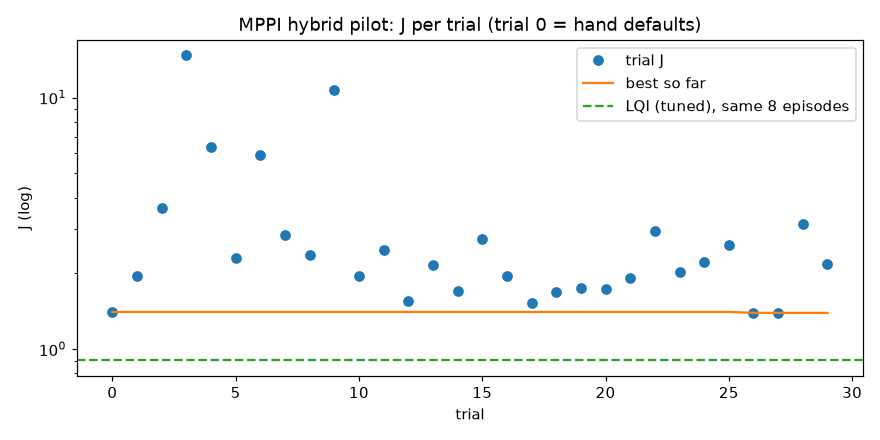 MPPI hybrid pilot: J per trial (trial 0 = hand defaults)
trial J
best so far
LQI (tuned), same 8 episodes
J (log)
10¹
10⁰
0 5 10 15 20 25 30
trial